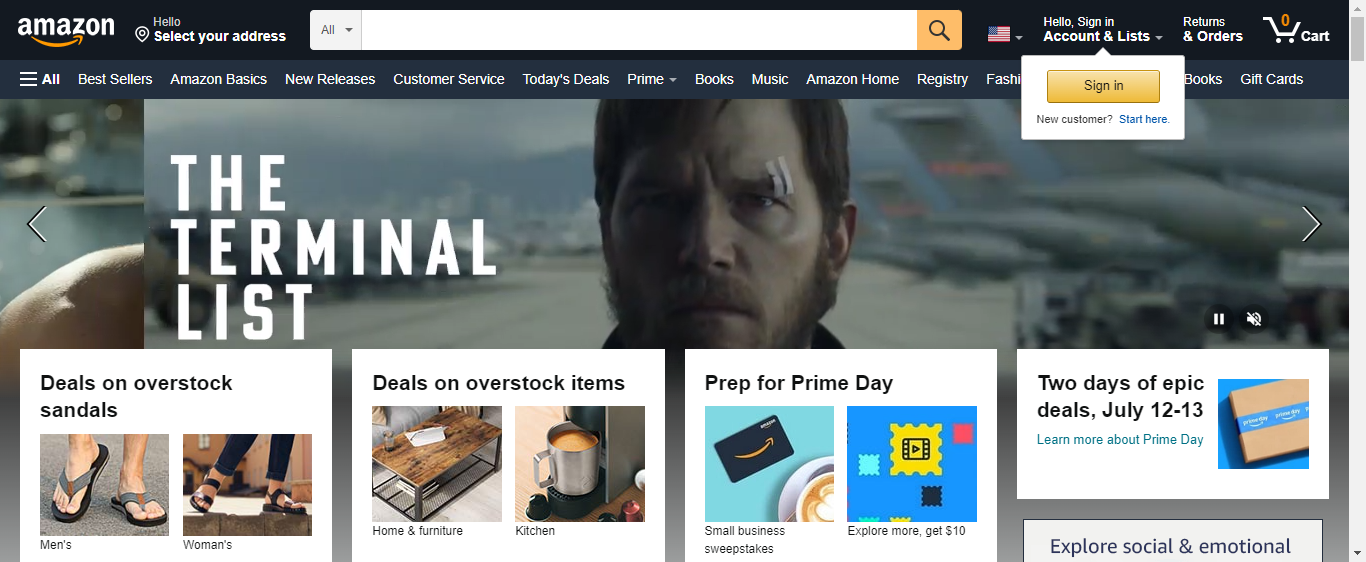 amazon
Hello
Select your address
All
Hello, Sign in
Account & Lists
Returns
& Orders
0
Cart
All
Best Sellers
Amazon Basics
New Releases
Customer Service
Today's Deals
Prime
Books
Music
Amazon Home
Registry
Fashi
Books
Gift Cards
Sign in
New customer? Start here.
THE
TERMINAL
LIST
Deals on overstock
sandals
Men's
Woman's
Deals on overstock items
Home & furniture
Kitchen
Prep for Prime Day
amazon
Small business
sweepstakes
Explore more, get $10
Two days of epic
deals, July 12-13
Learn more about Prime Day
prime day
prime day
Explore social & emotional